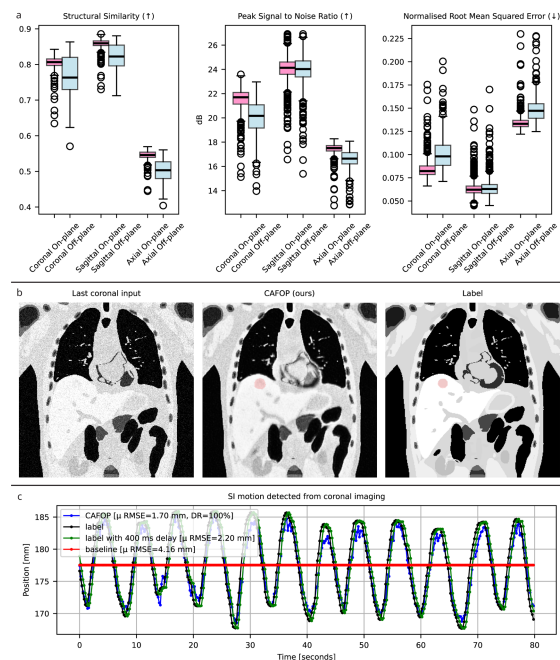 a
Structural Similarity (↑)
Peak Signal to Noise Ratio (↑)
Normalised Root Mean Squared Error (↓)
0.9
0.8
0.7
0.6
0.5
0.4
dB
26
24
22
20
18
16
14
0.225
0.200
0.175
0.150
0.125
0.100
0.075
0.050
Coronal On-plane
Coronal Off-plane
Sagittal On-plane
Sagittal Off-plane
Axial On-plane
Axial Off-plane
Coronal On-plane
Coronal Off-plane
Sagittal On-plane
Sagittal Off-plane
Axial On-plane
Axial Off-plane
Coronal On-plane
Coronal Off-plane
Sagittal On-plane
Sagittal Off-plane
Axial On-plane
Axial Off-plane
b
Last coronal input
CAFOP (ours)
Label
c
SI motion detected from coronal imaging
CAFOP [μ RMSE=1.70 mm, DR=100%]
label
label with 400 ms delay [μ RMSE=2.20 mm]
baseline [μ RMSE=4.16 mm]
Position [mm]
185
180
175
170
0
10
20
30
40
50
60
70
80
Time [seconds]